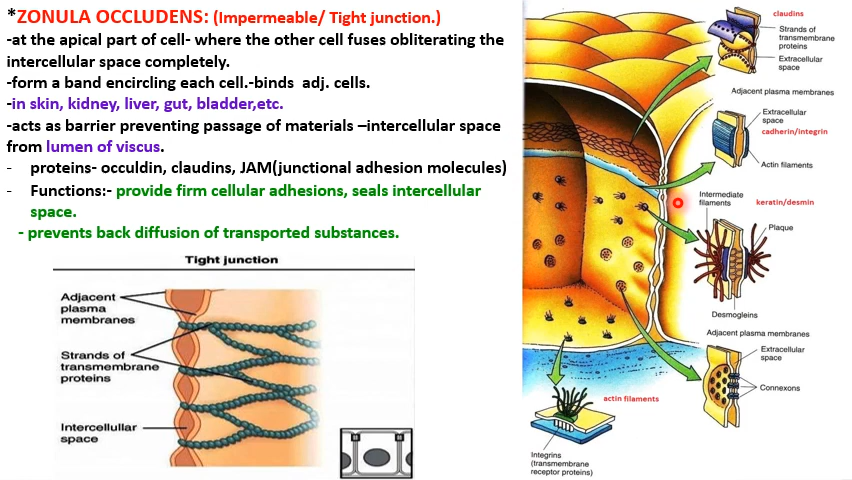 *ZONULA OCCLUDENS: (Impermeable/ Tight junction.)
-at the apical part of cell- where the other cell fuses obliterating the
intercellular space completely.
-form a band encircling each cell.-binds adj. cells.
-in skin, kidney, liver, gut, bladder,etc.
-acts as barrier preventing passage of materials –intercellular space
from lumen of viscus.
- proteins- occuldin, claudins, JAM(junctional adhesion molecules)
- Functions:- provide firm cellular adhesions, seals intercellular
space.
- prevents back diffusion of transported substances.
Tight junction
Adjacent
plasma
membranes
Strands of
transmembrane
proteins
Intercellullar
space
claudins
Strands of
transmembrane
proteins
Extracellular
space
Adjacent plasma membranes
Extracellular
space
cadherin/integrin
Actin filaments
Intermediate
filaments
keratin/desmin
Plaque
Desmogleins
Adjacent plasma membranes
Extracellular
space
Connexons
actin filaments
Integrins
(transmembrane
receptor proteins)